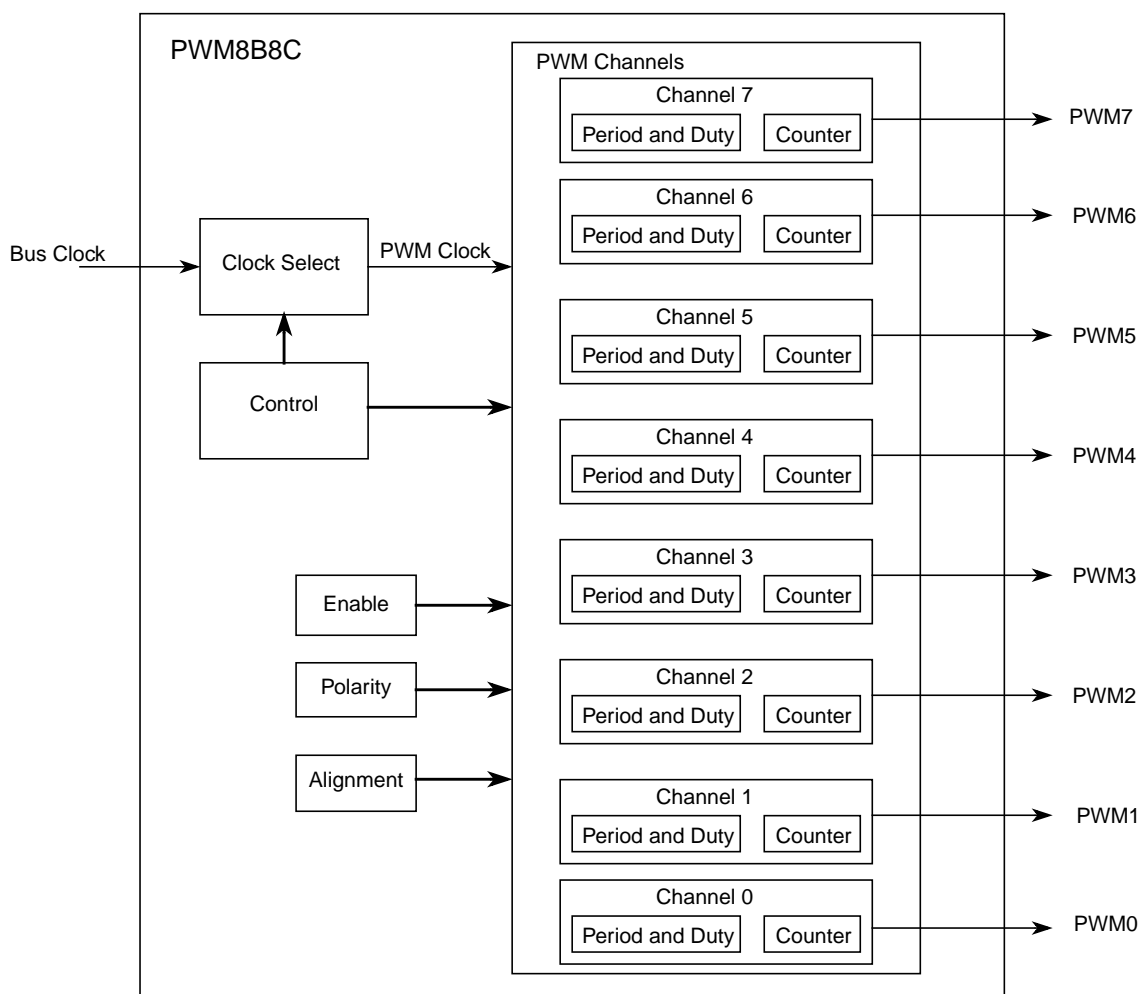 PWM8B8C
PWM Channels
Channel 7
Period and Duty
Counter
PWM7
Channel 6
Period and Duty
Counter
PWM6
Bus Clock
Clock Select
PWM Clock
Channel 5
Period and Duty
Counter
PWM5
Control
Channel 4
Period and Duty
Counter
PWM4
Channel 3
Period and Duty
Counter
PWM3
Enable
Polarity
Channel 2
Period and Duty
Counter
PWM2
Alignment
Channel 1
Period and Duty
Counter
PWM1
Channel 0
Period and Duty
Counter
PWM0